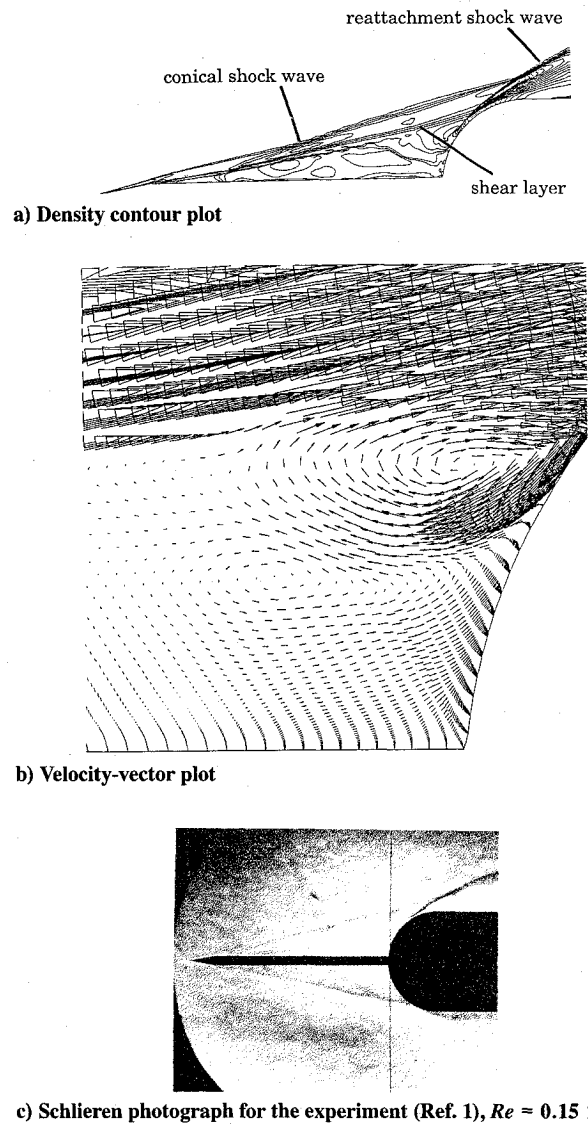 reattachment shock wave
conical shock wave
shear layer
a) Density contour plot
b) Velocity-vector plot
c) Schlieren photograph for the experiment (Ref. 1), Re = 0.15